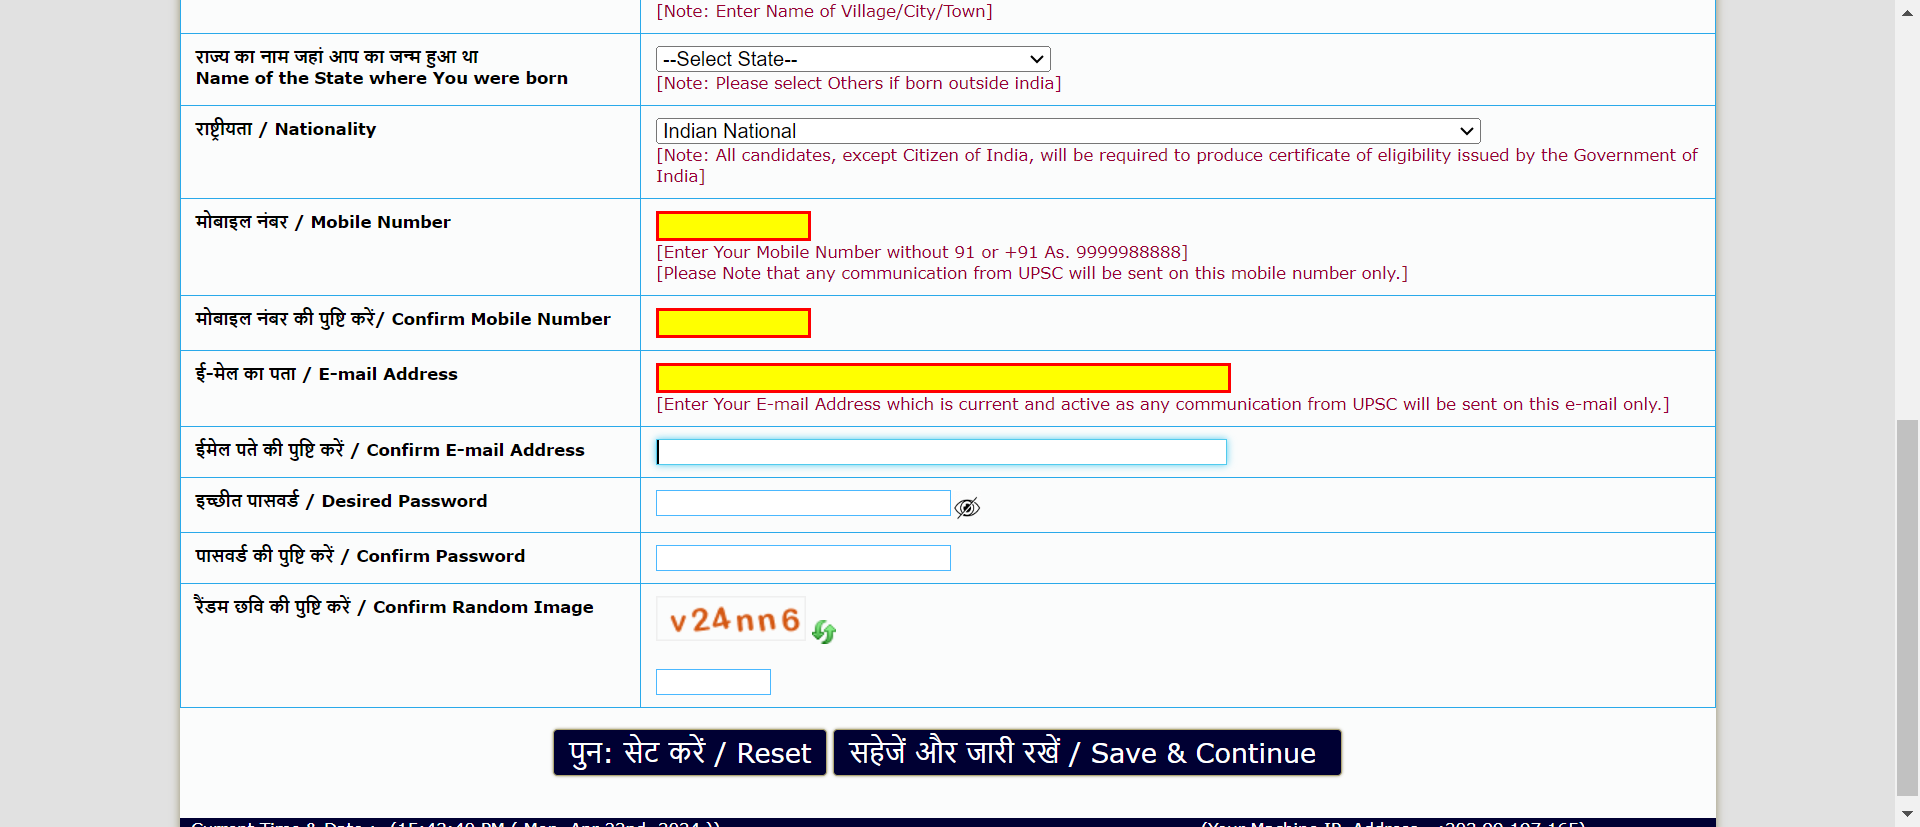 [Note: Enter Name of Village/City/Town]
राज्य का नाम जहां आप का जन्म हुआ था
Name of the State where You were born
--Select State--
[Note: Please select Others if born outside india]
राष्ट्रीयता / Nationality
Indian National
[Note: All candidates, except Citizen of India, will be required to produce certificate of eligibility issued by the Government of
India]
मोबाइल नंबर / Mobile Number
[Enter Your Mobile Number without 91 or +91 As. 9999988888]
[Please Note that any communication from UPSC will be sent on this mobile number only.]
मोबाइल नंबर की पुष्टि करें/ Confirm Mobile Number
ई-मेल का पता / E-mail Address
[Enter Your E-mail Address which is current and active as any communication from UPSC will be sent on this e-mail only.]
ईमेल पते की पुष्टि करें / Confirm E-mail Address
इच्छीत पासवर्ड / Desired Password
पासवर्ड की पुष्टि करें / Confirm Password
रैंडम छवि की पुष्टि करें / Confirm Random Image
v24nn6
पुन: सेट करें / Reset
सहेजें और जारी रखें / Save & Continue